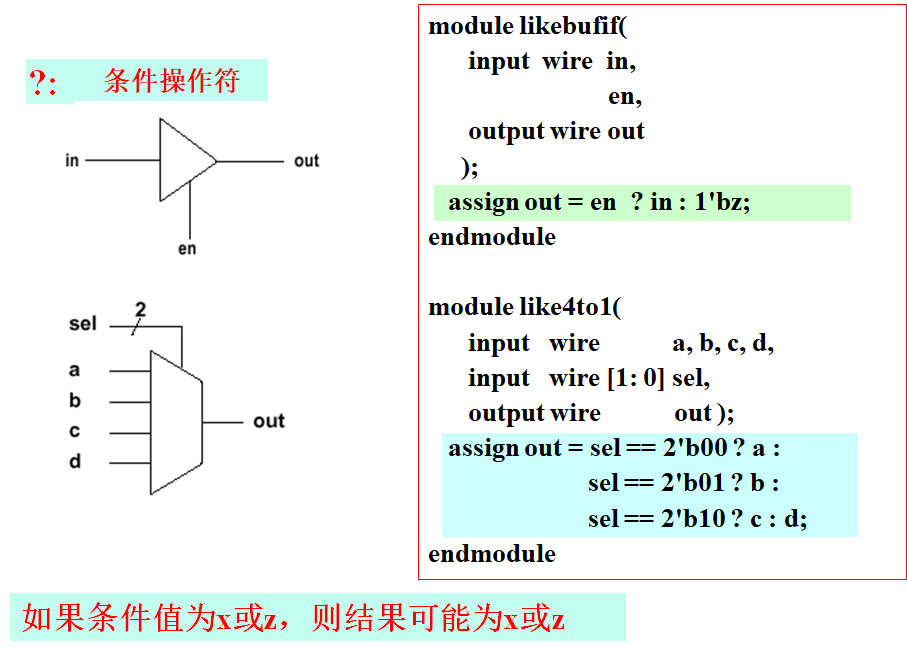 ?: 条件操作符
in
out
en
2
sel
a
b
c
d
out
module likebufif(
input wire in,
en,
output wire out
);
assign out = en ? in : 1'bz;
endmodule
module like4to1(
input wire a, b, c, d,
input wire [1: 0] sel,
output wire out );
assign out = sel == 2'b00 ? a :
sel == 2'b01 ? b :
sel == 2'b10 ? c : d;
endmodule
如果条件值为x或z，则结果可能为x或z